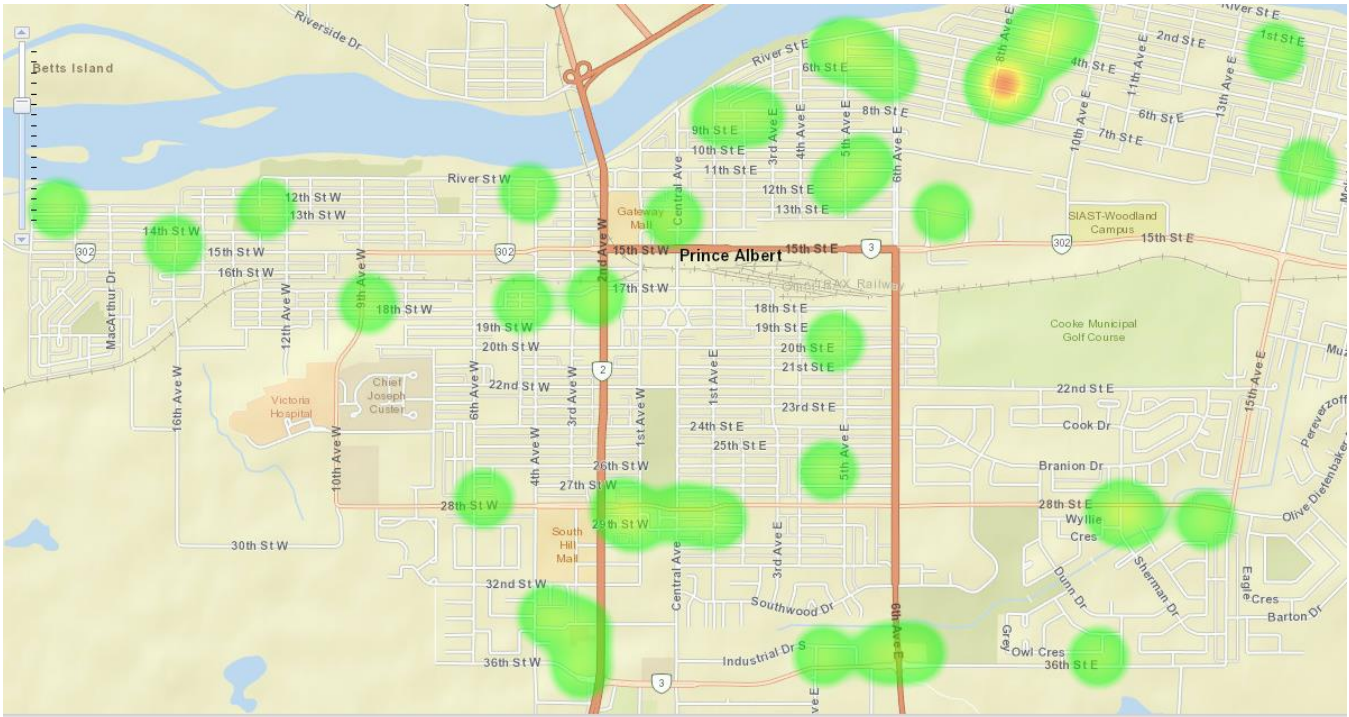 Riverside Dr
Betts Island
River St E
River St E
6th St E
8th St E
8th Ave E
2nd St E
4th St E
1st St E
11th Ave E
13th Ave E
6th St E
7th St E
10th Ave E
9th St E
10th St E
11th St E
12th St E
13th St E
3rd Ave E
4th Ave E
5th Ave E
6th Ave E
Central Ave
River St W
12th St W
13th St W
14th St W
15th St W
16th St W
302
Gateway
Mall
2nd Ave W
302
15th St W
15th St E
3
Prince Albert
302
SIAST-Woodland
Campus
15th St E
MacArthur Dr
12th Ave W
9th Ave W
18th St W
17th St W
19th St W
20th St W
22nd St W
18th St E
19th St E
20th St E
21st St E
22nd St E
23rd St E
24th St E
25th St E
Cooke Municipal
Golf Course
15th Ave E
Pereverzoff
Olive Diefenbaker
Cook Dr
Branion Dr
Victoria
Hospital
Chief
Joseph
Custer
16th Ave W
10th Ave W
6th Ave W
4th Ave W
3rd Ave W
2
1st Ave W
1st Ave E
5th Ave E
26th St W
27th St W
28th St W
29th St W
28th St E
Wyllie
Cres
30th St W
South
Hill
Mall
32nd St W
36th St W
Central Ave
3rd Ave E
Southwood Dr
Industrial Dr S
6th Ave E
3
Dunn Dr
Sherman Dr
Grey
Owl Cres
36th St E
Eagle
Cres
Barton Dr